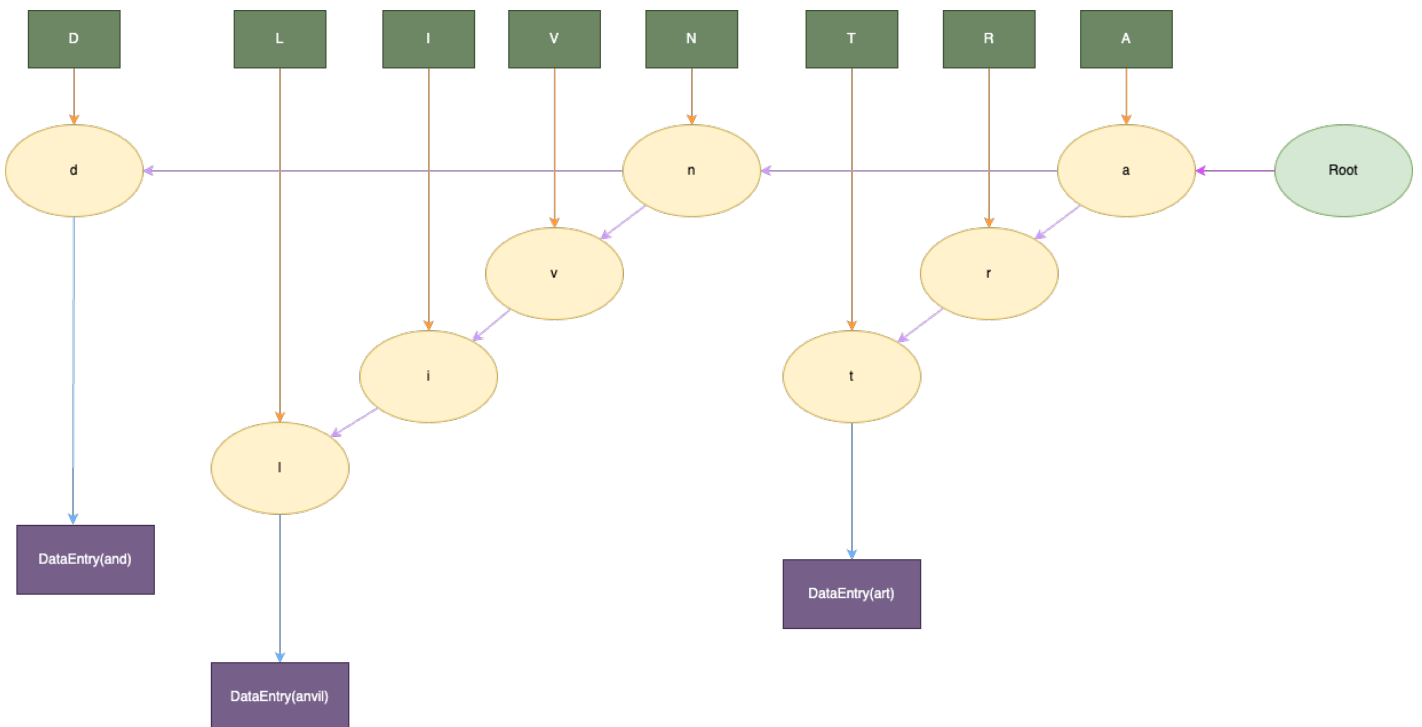 D
L
I
V
N
T
R
A
d
n
a
Root
v
r
i
t
l
DataEntry(and)
DataEntry(art)
DataEntry(anvil)